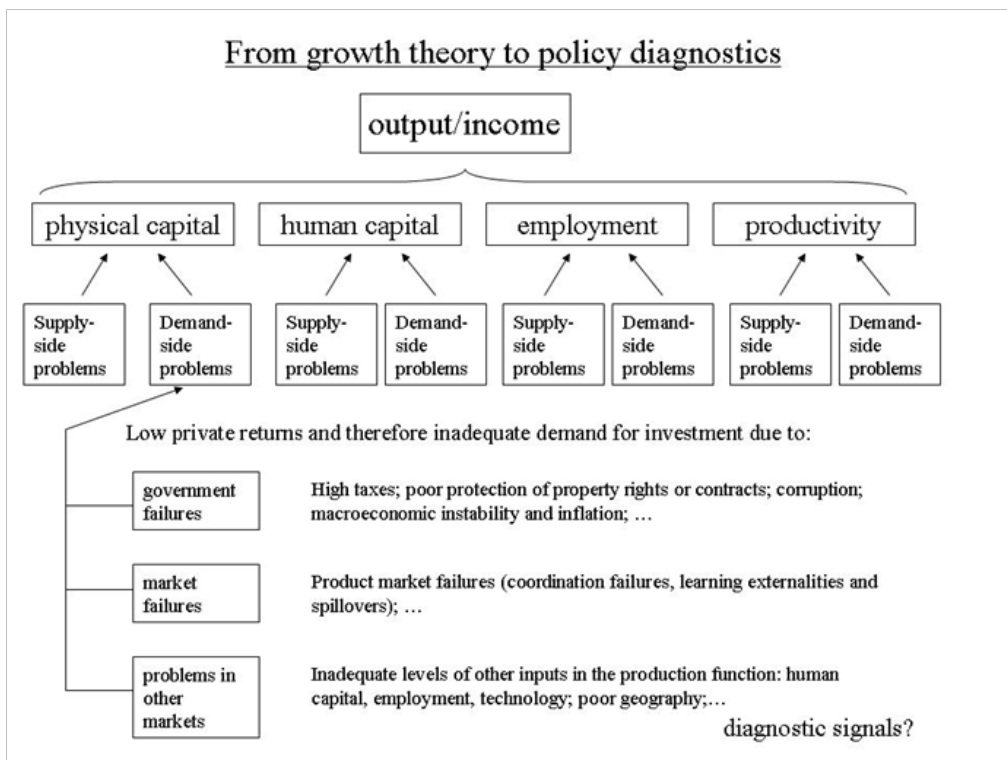 From growth theory to policy diagnostics
output/income
physical capital
human capital
employment
productivity
Supply-
side
problems
Demand-
side
problems
Supply-
side
problems
Demand-
side
problems
Supply-
side
problems
Demand-
side
problems
Supply-
side
problems
Demand-
side
problems
Low private returns and therefore inadequate demand for investment due to:
government
failures
High taxes; poor protection of property rights or contracts; corruption;
macroeconomic instability and inflation; …
market
failures
Product market failures (coordination failures, learning externalities and
spillovers); …
problems in
other
markets
Inadequate levels of other inputs in the production function: human
capital, employment, technology; poor geography;…
diagnostic signals?